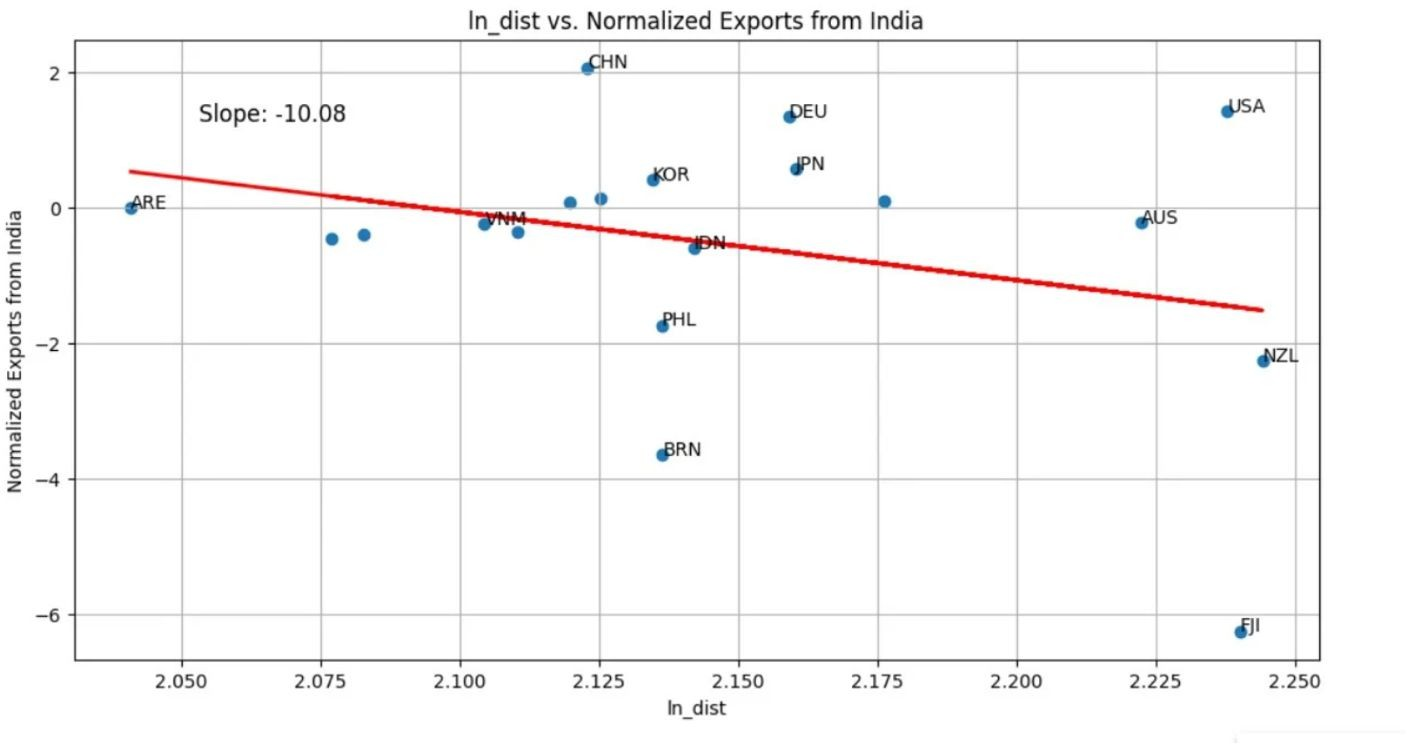 ln_dist vs. Normalized Exports from India
Slope: -10.08
CHN
DEU
USA
JPN
KOR
ARE
VNM
AUS
IDN
PHL
NZL
BRN
FJI
2
0
−2
−4
−6
Normalized Exports from India
2.050 2.075 2.100 2.125 2.150 2.175 2.200 2.225 2.250
ln_dist